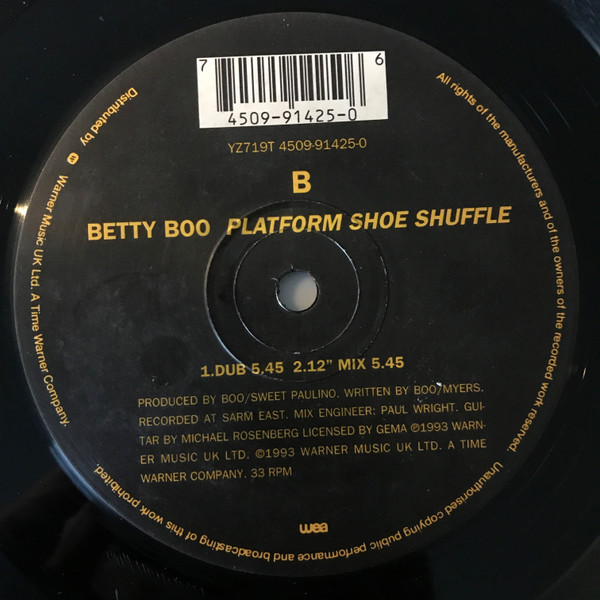 7 6
4509-91425-0
YZ719T 4509-91425-0
B
BETTY BOO PLATFORM SHOE SHUFFLE
1.DUB 5.45 2.12" MIX 5.45
PRODUCED BY BOO/SWEET PAULINO. WRITTEN BY BOO/MYERS.
RECORDED AT SARM EAST. MIX ENGINEER: PAUL WRIGHT. GUI-
TAR BY MICHAEL ROSENBERG LICENSED BY GEMA ℗1993 WARN-
ER MUSIC UK LTD. ©1993 WARNER MUSIC UK LTD. A TIME
WARNER COMPANY. 33 RPM
wea
All rights of the manufacturers and of the owners of the recorded work reserved.
Unauthorised copying public performance and broadcasting of this work prohibited.
Distributed by Warner Music UK Ltd. A Time Warner Company.